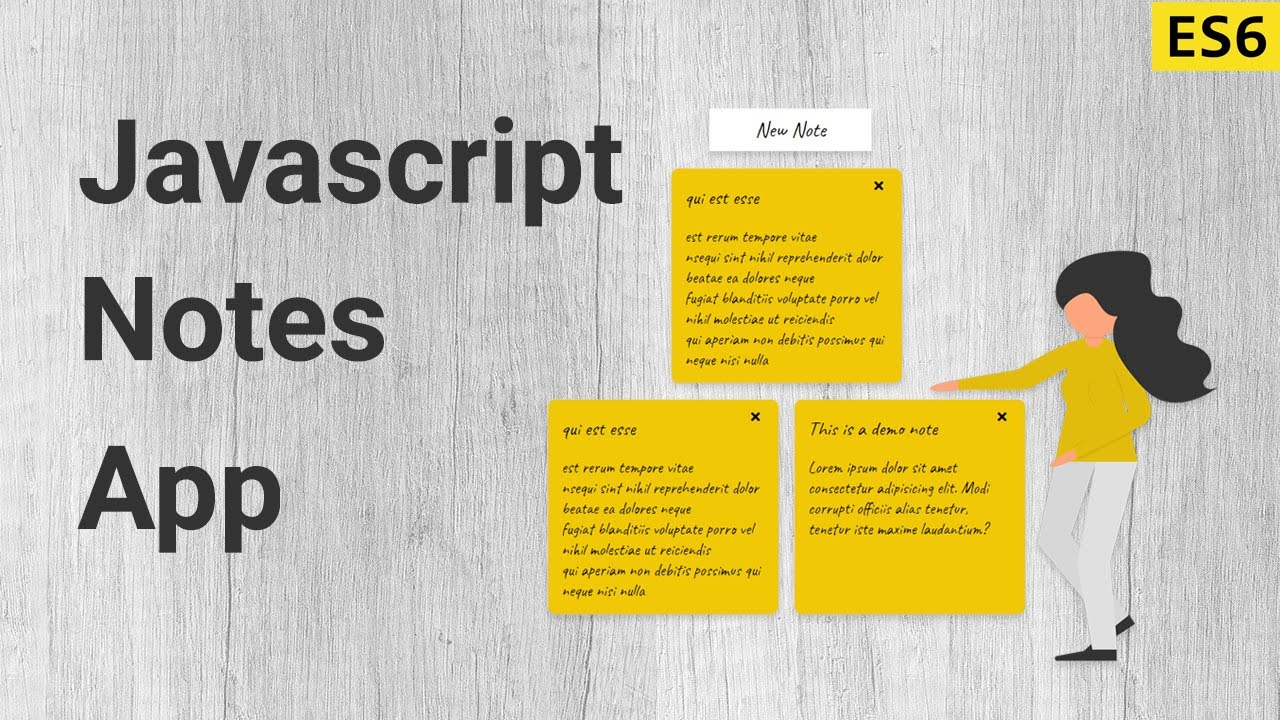 ES6
Javascript
Notes
App
New Note
qui est esse
est rerum tempore vitae
nsequi sint nihil reprehenderit dolor
beatae ea dolores neque
fugiat blanditiis voluptate porro vel
nihil molestiae ut reiciendis
qui aperiam non debitis possimus qui
neque nisi nulla
qui est esse
est rerum tempore vitae
nsequi sint nihil reprehenderit dolor
beatae ea dolores neque
fugiat blanditiis voluptate porro vel
nihil molestiae ut reiciendis
qui aperiam non debitis possimus qui
neque nisi nulla
This is a demo note
Lorem ipsum dolor sit amet
consectetur adipisicing elit. Modi
corrupti officiis alias tenetur,
tenetur iste maxime laudantium?